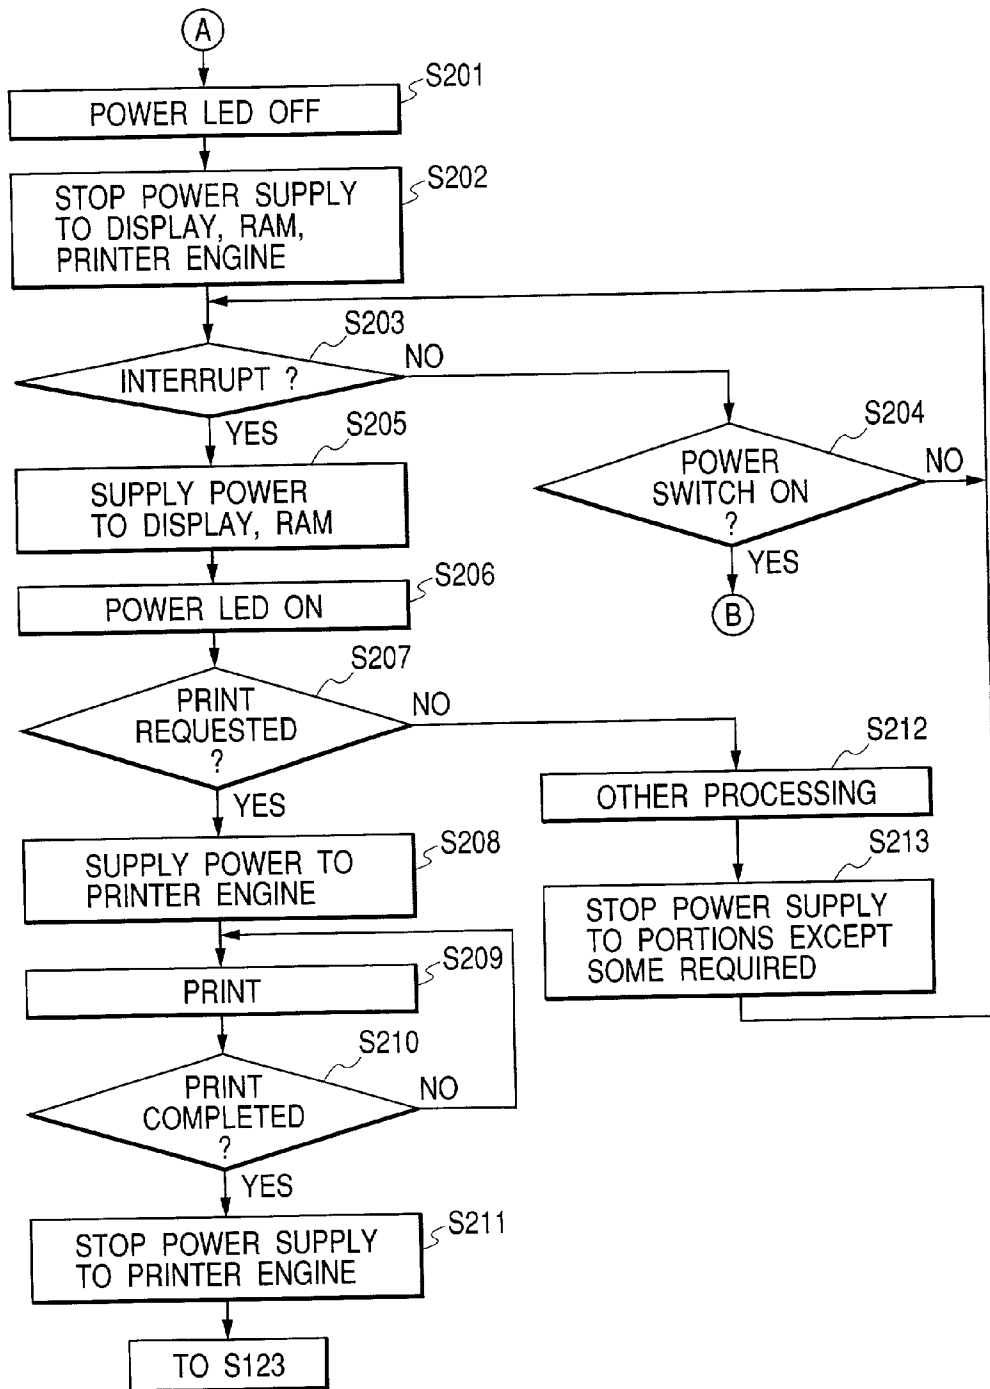 A
S201
POWER LED OFF
S202
STOP POWER SUPPLY
TO DISPLAY, RAM,
PRINTER ENGINE
S203
INTERRUPT ?
NO
YES
S204
POWER
SWITCH ON
?
NO
YES
B
S205
SUPPLY POWER
TO DISPLAY, RAM
S206
POWER LED ON
S207
PRINT
REQUESTED
?
NO
YES
S212
OTHER PROCESSING
S213
STOP POWER SUPPLY
TO PORTIONS EXCEPT
SOME REQUIRED
S208
SUPPLY POWER TO
PRINTER ENGINE
S209
PRINT
S210
PRINT
COMPLETED
?
NO
YES
S211
STOP POWER SUPPLY
TO PRINTER ENGINE
TO S123